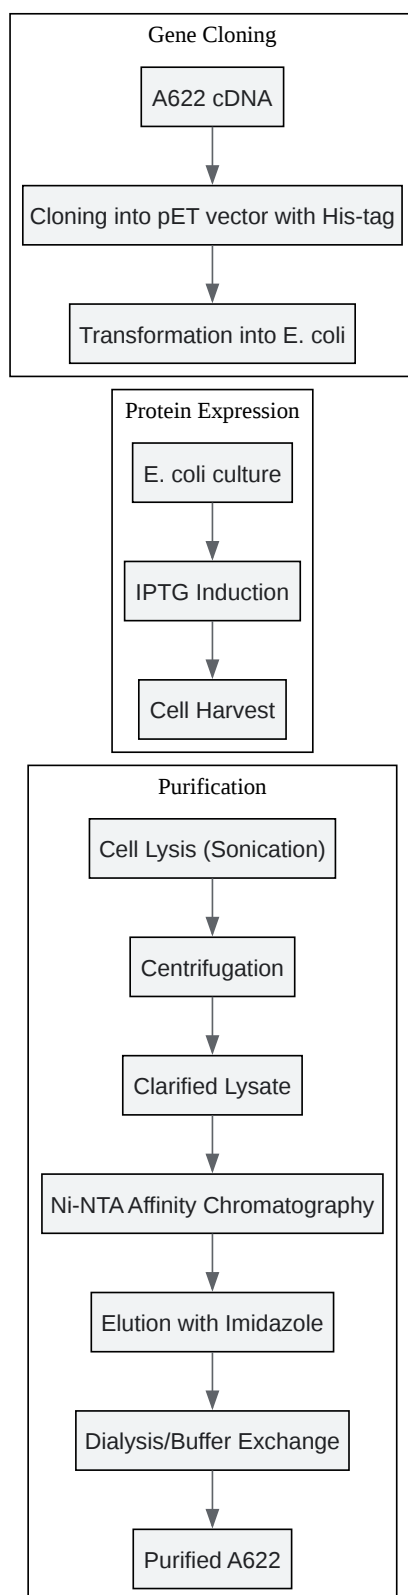 Gene Cloning
A622 cDNA
Cloning into pET vector with His-tag
Transformation into E. coli
Protein Expression
E. coli culture
IPTG Induction
Cell Harvest
Purification
Cell Lysis (Sonication)
Centrifugation
Clarified Lysate
Ni-NTA Affinity Chromatography
Elution with Imidazole
Dialysis/Buffer Exchange
Purified A622